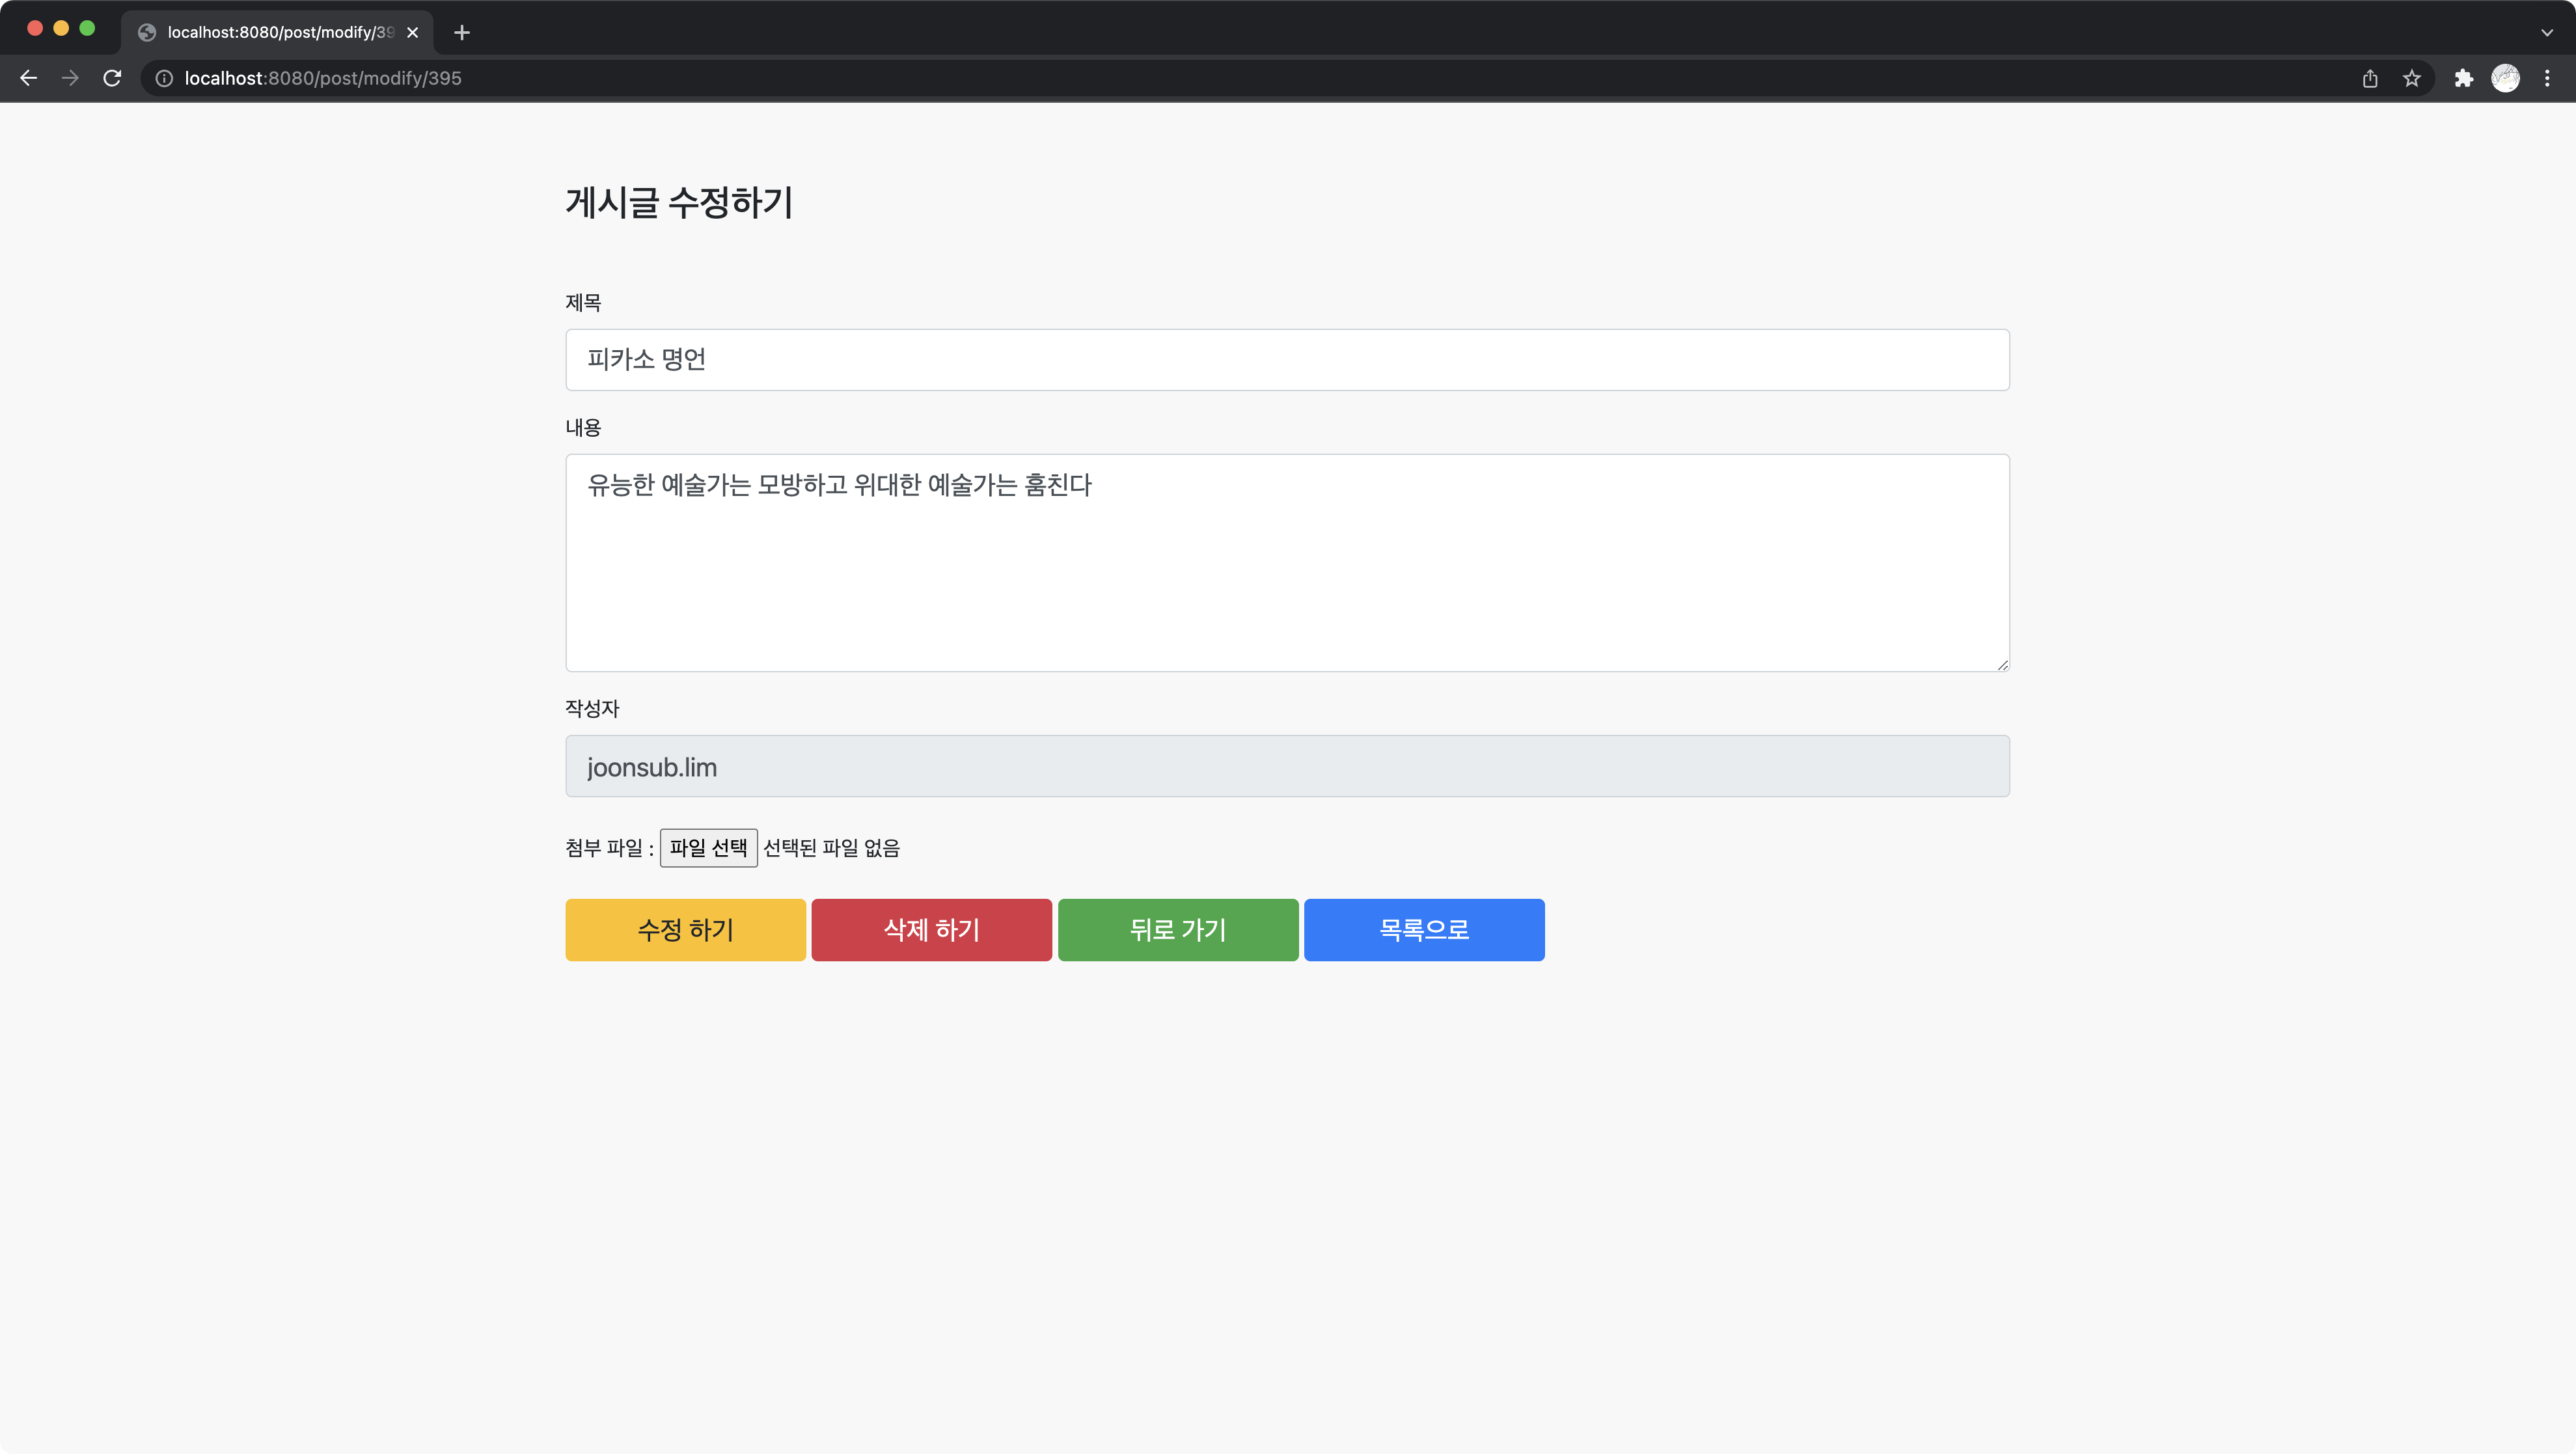 localhost:8080/post/modify/39
localhost:8080/post/modify/395
게시글 수정하기
제목
피카소 명언
내용
유능한 예술가는 모방하고 위대한 예술가는 훔친다
작성자
joonsub.lim
첨부 파일 : 파일 선택 선택된 파일 없음
수정 하기 삭제 하기 뒤로 가기 목록으로